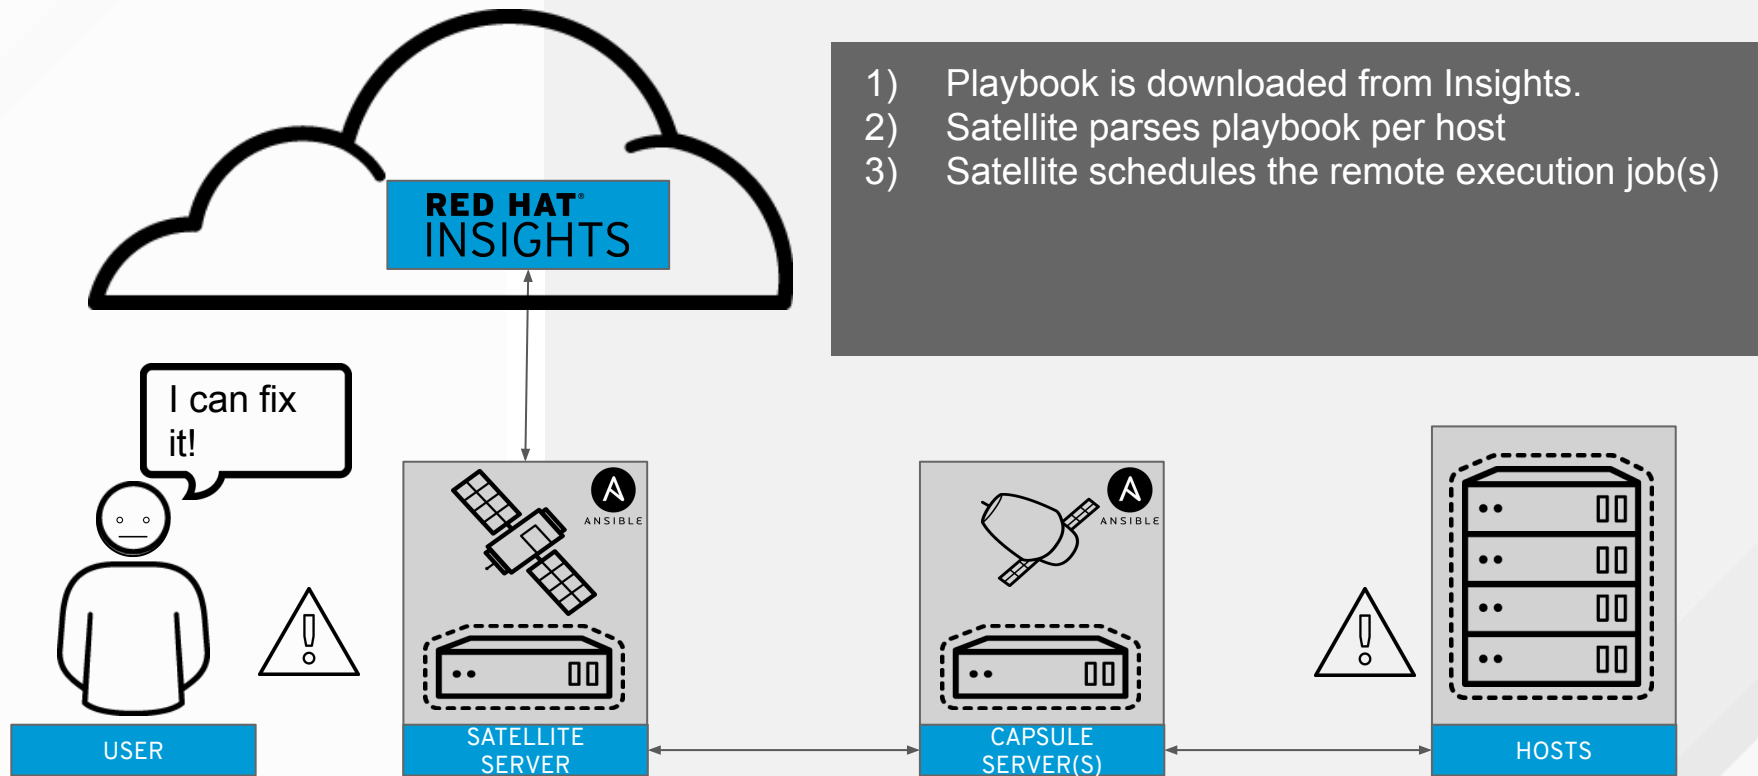 1) Playbook is downloaded from Insights.
2) Satellite parses playbook per host
3) Satellite schedules the remote execution job(s)
RED HAT®
INSIGHTS
I can fix
it!
ANSIBLE
ANSIBLE
USER
SATELLITE
SERVER
CAPSULE
SERVER(S)
HOSTS